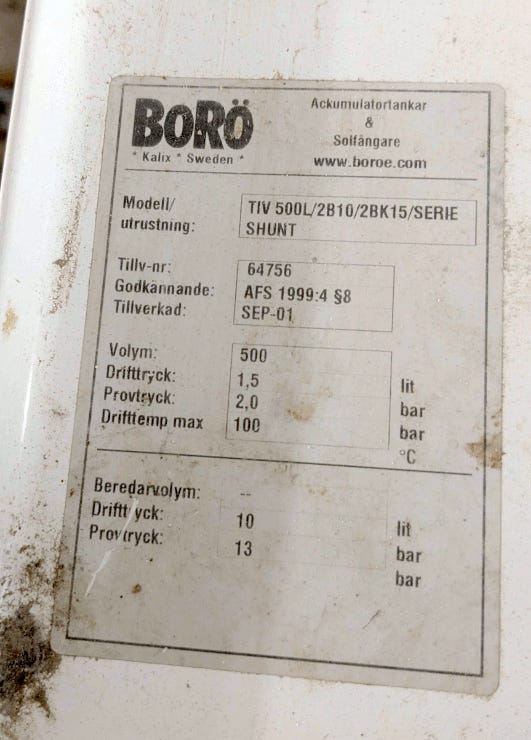 BORÖ
* Kalix * Sweden *
Ackumulatortankar
&
Solfångare
www.boroe.com
Modell/ utrustning: TIV 500L/2B10/2BK15/SERIE SHUNT
Tillv-nr: 64756
Godkännande: AFS 1999:4 §8
Tillverkad: SEP-01
Volym: 500 lit
Drifttryck: 1,5 bar
Provtryck: 2,0 bar
Drifttemp max 100 °C
Beredarvolym: -- lit
Driftt yck: 10 bar
Provtryck: 13 bar